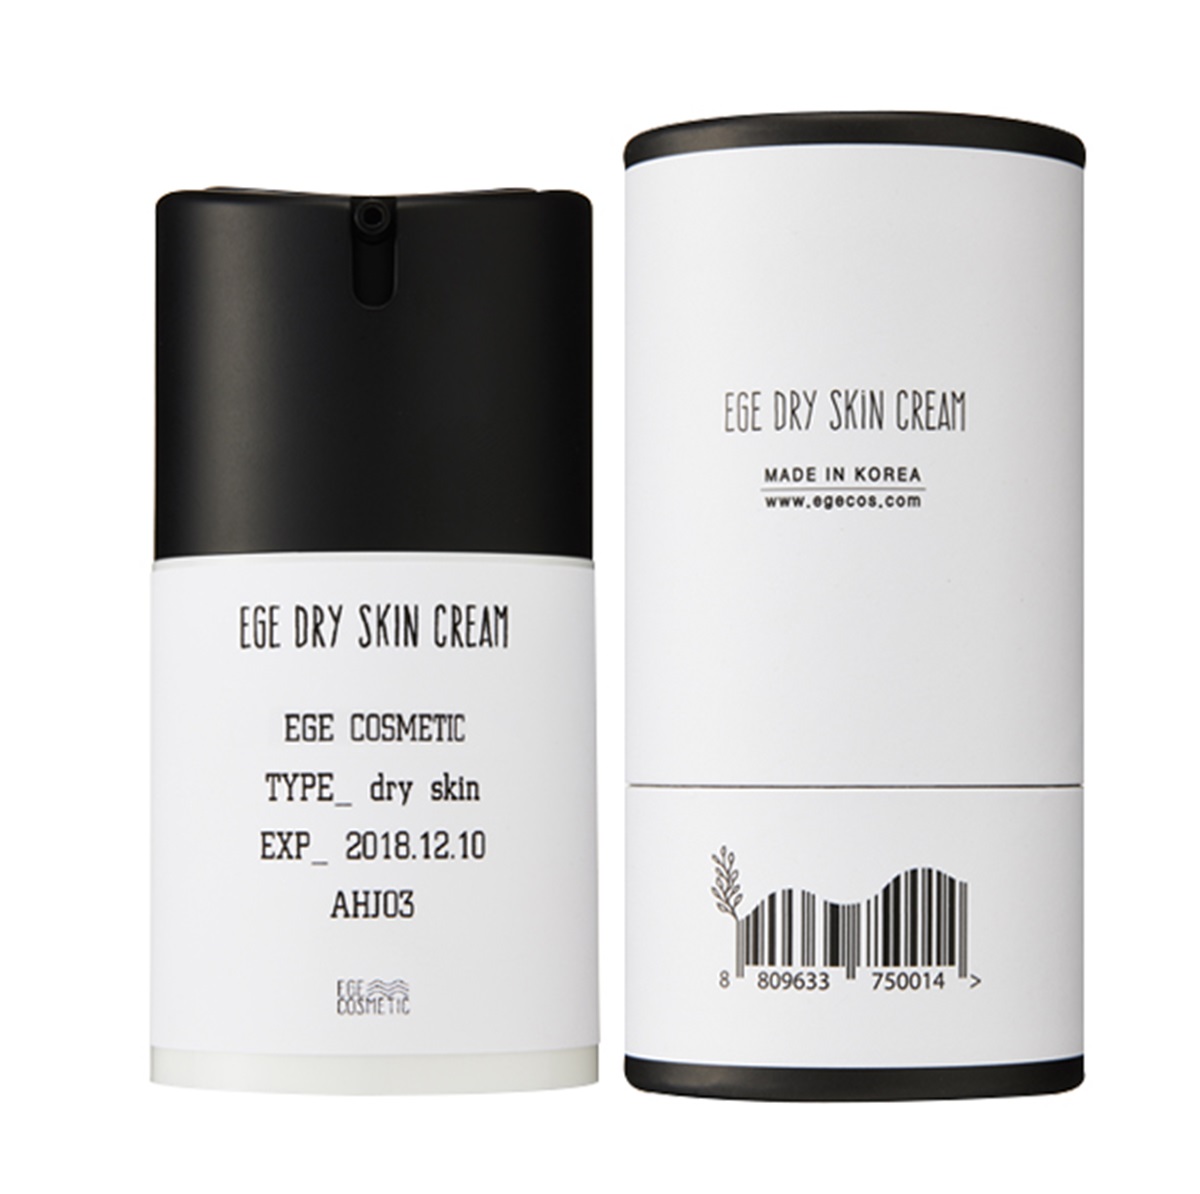 EGE DRY SKIN CREAM
EGE COSMETIC
TYPE_ dry skin
EXP_ 2018.12.10
AHJ03
EGE
COSMETIC
EGE DRY SKiN CREAM
MADE IN KOREA
www.egecos.com
8 809633 750014 >